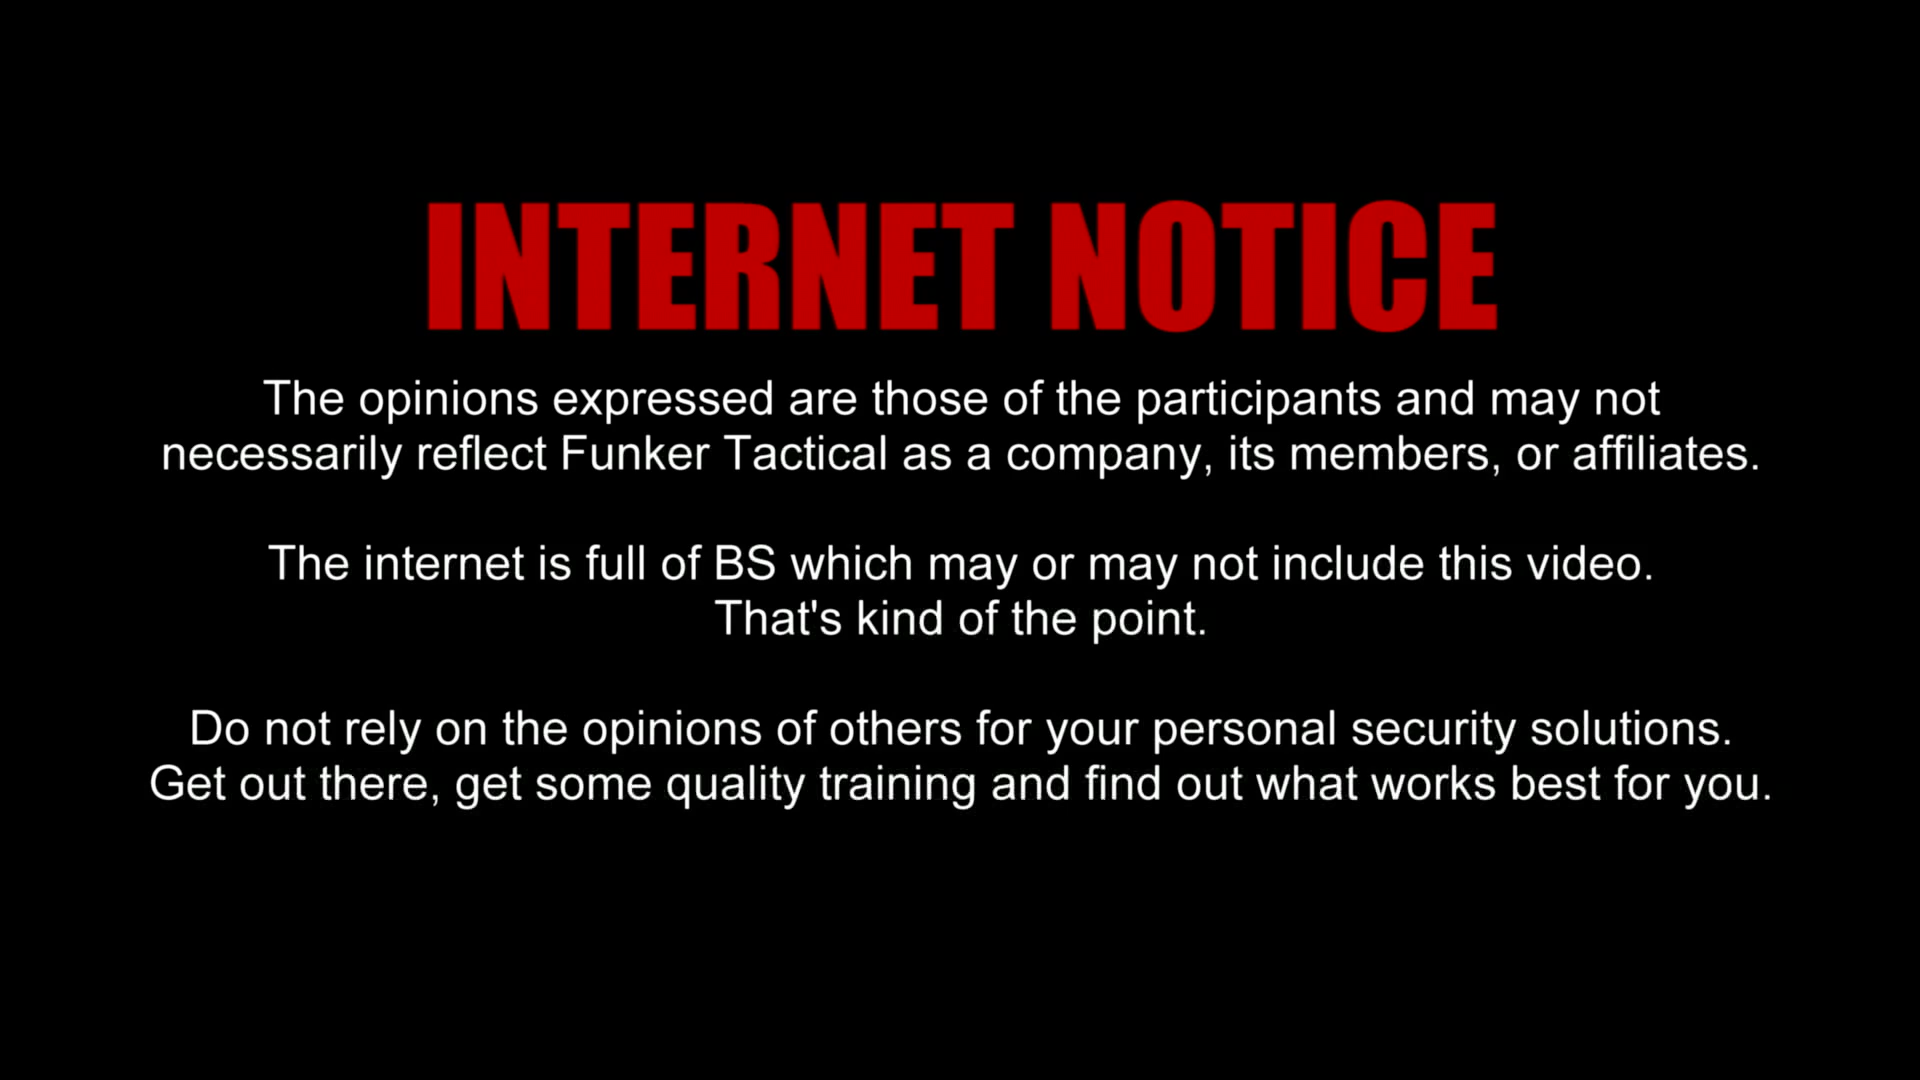 INTERNET NOTICE
The opinions expressed are those of the participants and may not
necessarily reflect Funker Tactical as a company, its members, or affiliates.
The internet is full of BS which may or may not include this video.
That's kind of the point.
Do not rely on the opinions of others for your personal security solutions.
Get out there, get some quality training and find out what works best for you.